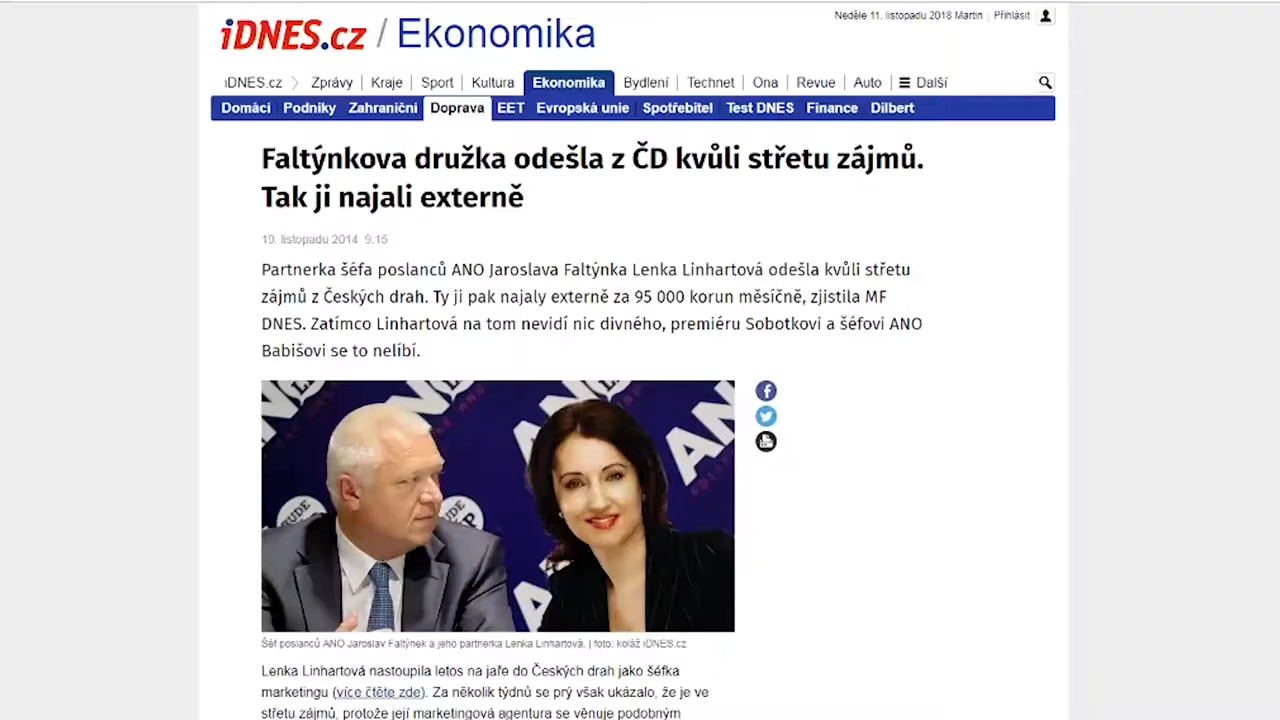 iDNES.cz / Ekonomika
Neděle 11. listopadu 2018 Martin | Přihlásit
iDNES.cz > Zprávy | Kraje | Sport | Kultura Ekonomika Bydlení | Technet | Ona | Revue | Auto | ≡ Další
Domácí Podniky Zahraniční Doprava EET Evropská unie Spotřebitel Test DNES Finance Dilbert
Faltýnkova družka odešla z ČD kvůli střetu zájmů.
Tak ji najali externě
19. listopadu 2014 9:15
Partnerka šéfa poslanců ANO Jaroslava Faltýnka Lenka Linhartová odešla kvůli střetu
zájmů z Českých drah. Ty ji pak najaly externě za 95 000 korun měsíčně, zjistila MF
DNES. Zatímco Linhartová na tom nevidí nic divného, premiéru Sobotkovi a šéfovi ANO
Babišovi se to nelíbí.
ANO
AN
Šéf poslanců ANO Jaroslav Faltýnek a jeho partnerka Lenka Linhartová. | foto: koláž iDNES.cz
Lenka Linhartová nastoupila letos na jaře do Českých drah jako šéfka
marketingu (více čtěte zde). Za několik týdnů se prý však ukázalo, že je ve
střetu zájmů, protože její marketingová agentura se věnuje podobným